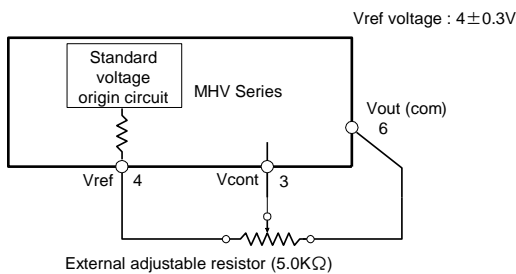 Vref voltage : 4±0.3V
Standard
voltage
origin circuit
MHV Series
Vout (com)
6
Vref 4
Vcont 3
External adjustable resistor (5.0KΩ)